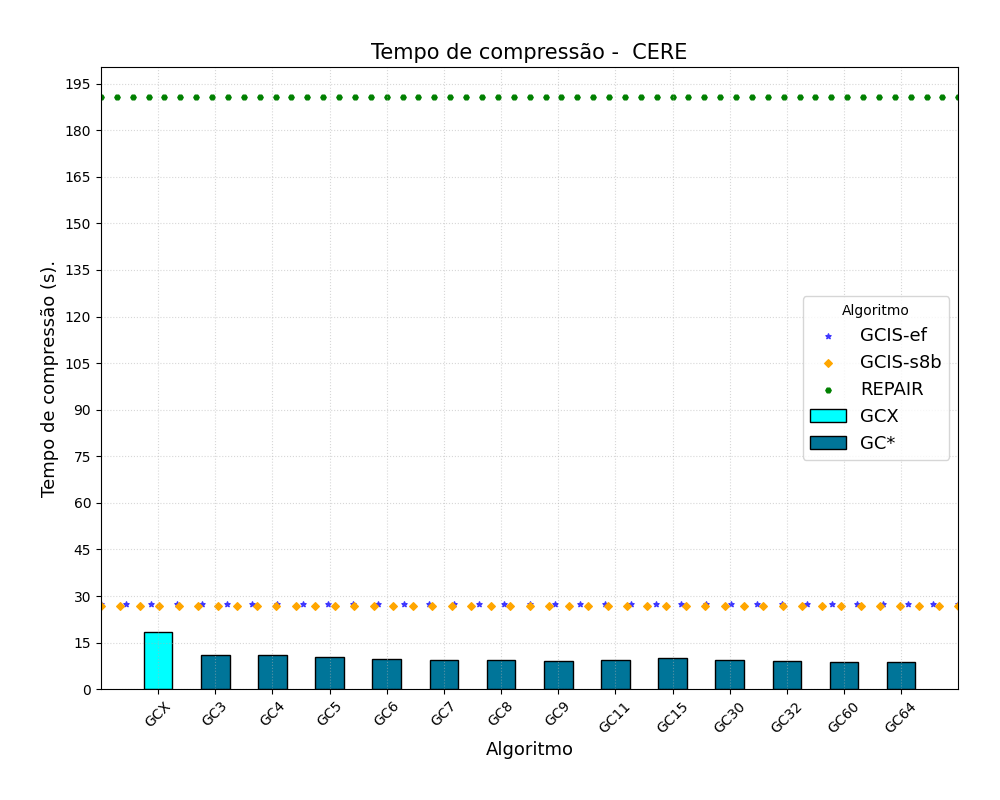 Tempo de compressão -  CERE
Tempo de compressão (s).
195
180
165
150
135
120
105
90
75
60
45
30
15
0
Algoritmo
GCIS-ef
GCIS-s8b
REPAIR
GCX
GC*
GCX
GC3
GC4
GC5
GC6
GC7
GC8
GC9
GC11
GC15
GC30
GC32
GC60
GC64
Algoritmo